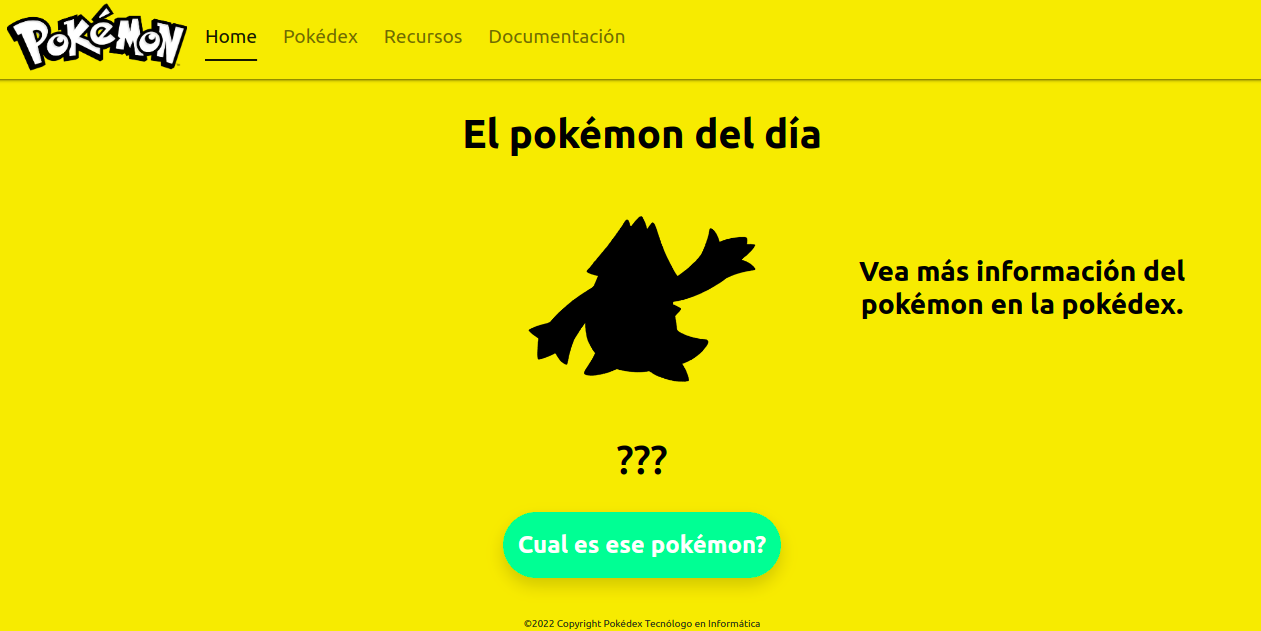 POKÉMON
Home Pokédex Recursos Documentación
El pokémon del día
Vea más información del
pokémon en la pokédex.
???
Cual es ese pokémon?
©2022 Copyright Pokédex Tecnólogo en Informática